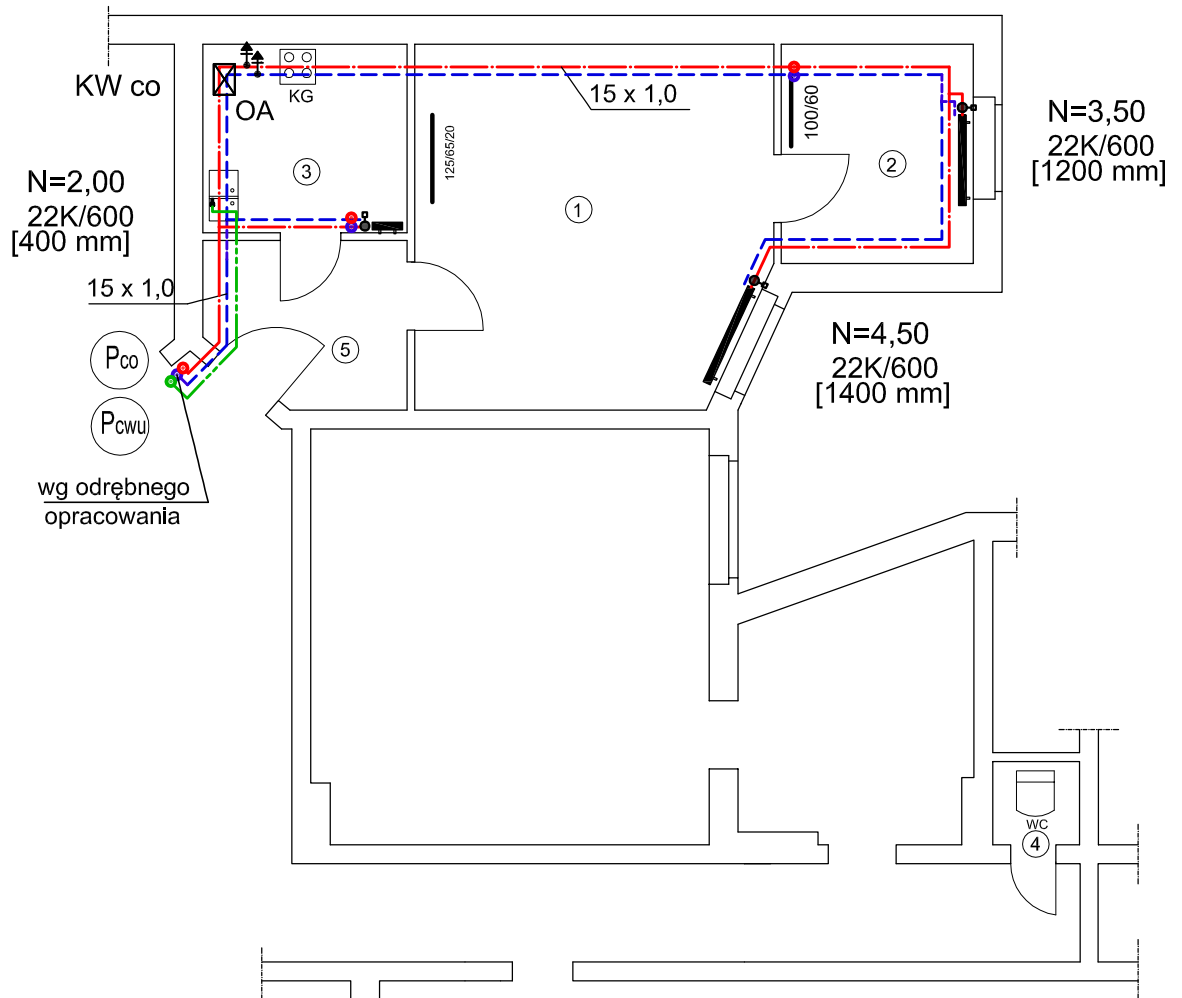 KW co
OA
KG
15 x 1,0
100/60
N=3,50
22K/600
[1200 mm]
125/65/20
3
2
1
N=2,00
22K/600
[400 mm]
15 x 1,0
5
Pco
Pcwu
N=4,50
22K/600
[1400 mm]
wg odrębnego
opracowania
WC
4